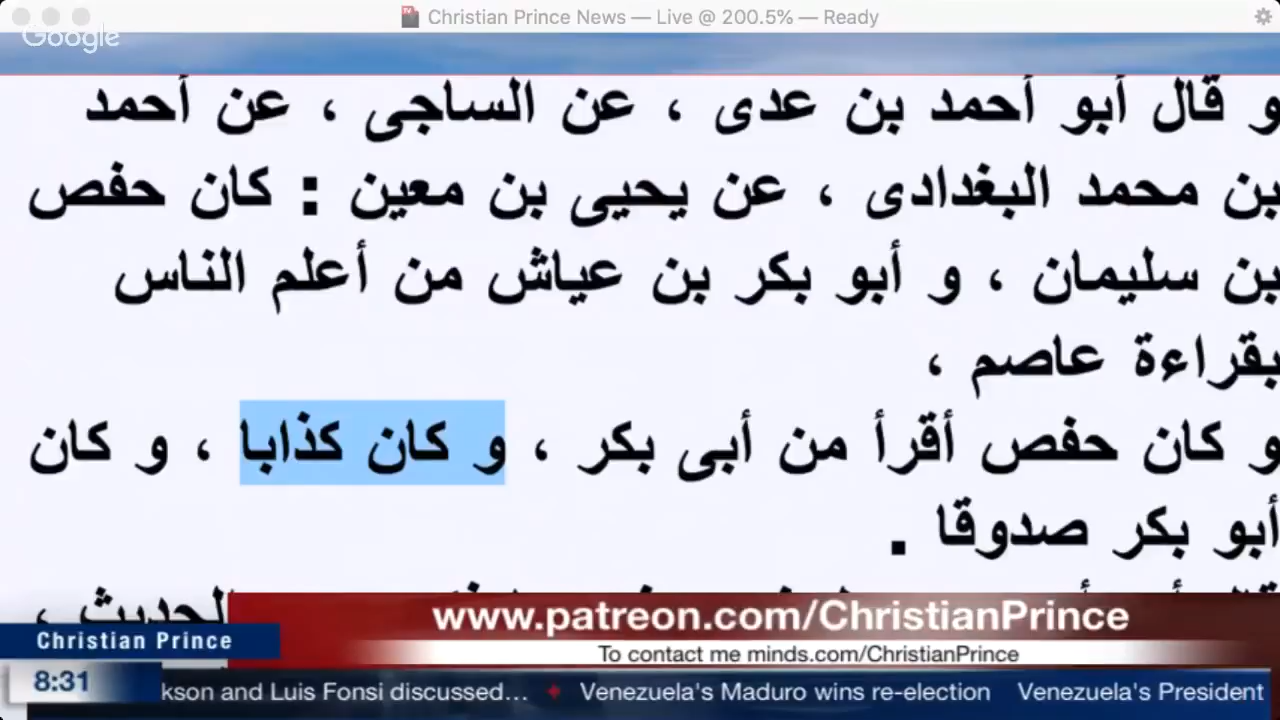 Christian Prince News — Live @ 200.5% — Ready
Google
و قال أبو أحمد بن عدى ، عن الساجى ، عن أحمد
بن محمد البغدادى ، عن يحيى بن معين : كان حفص
بن سليمان ، و أبو بكر بن عياش من أعلم الناس
بقراءة عاصم ،
و كان حفص أقرأ من أبى بكر ، و كان كذابا ، و كان
أبو بكر صدوقا .
الحديث ،
www.patreon.com/ChristianPrince
Christian Prince
To contact me minds.com/ChristianPrince
8:31
kson and Luis Fonsi discussed... Venezuela's Maduro wins re-election Venezuela's President